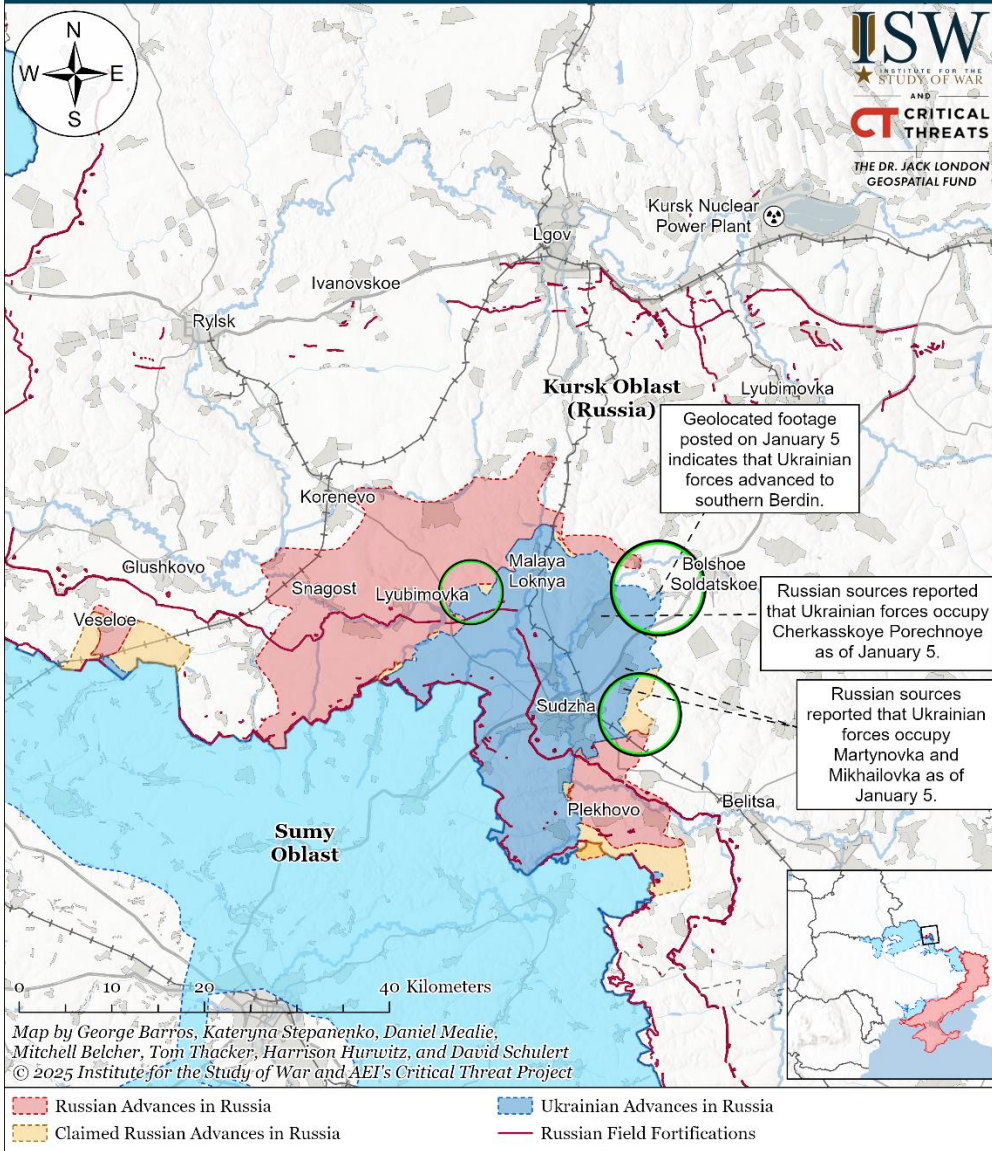 N
W E
S
ISW
INSTITUTE FOR THE
STUDY OF WAR
AND
CT CRITICAL
THREATS
THE DR. JACK LONDON
GEOSPATIAL FUND
Kursk Nuclear
Power Plant
Lgov
Ivanovskoe
Rylsk
Kursk Oblast
(Russia)
Lyubimovka
Geolocated footage
posted on January 5
indicates that Ukrainian
forces advanced to
southern Berdin.
Korenevo
Glushkovo
Snagost
Lyubimovka
Malaya
Loknya
Bolshoe
Soldatskoe
Veseloe
Russian sources reported
that Ukrainian forces occupy
Cherkasskoye Porechnoye
as of January 5.
Sudzha
Russian sources
reported that Ukrainian
forces occupy
Martynovka and
Mikhailovka as of
January 5.
Plekhovo
Belitsa
Sumy
Oblast
0 20 40 Kilometers
Map by George Barros, Kateryna Stepanenko, Daniel Mealie,
Mitchell Belcher, Tom Thacker, Harrison Hurwitz, and David Schulert
© 2025 Institute for the Study of War and AEI's Critical Threat Project
Russian Advances in Russia
Ukrainian Advances in Russia
Claimed Russian Advances in Russia
Russian Field Fortifications